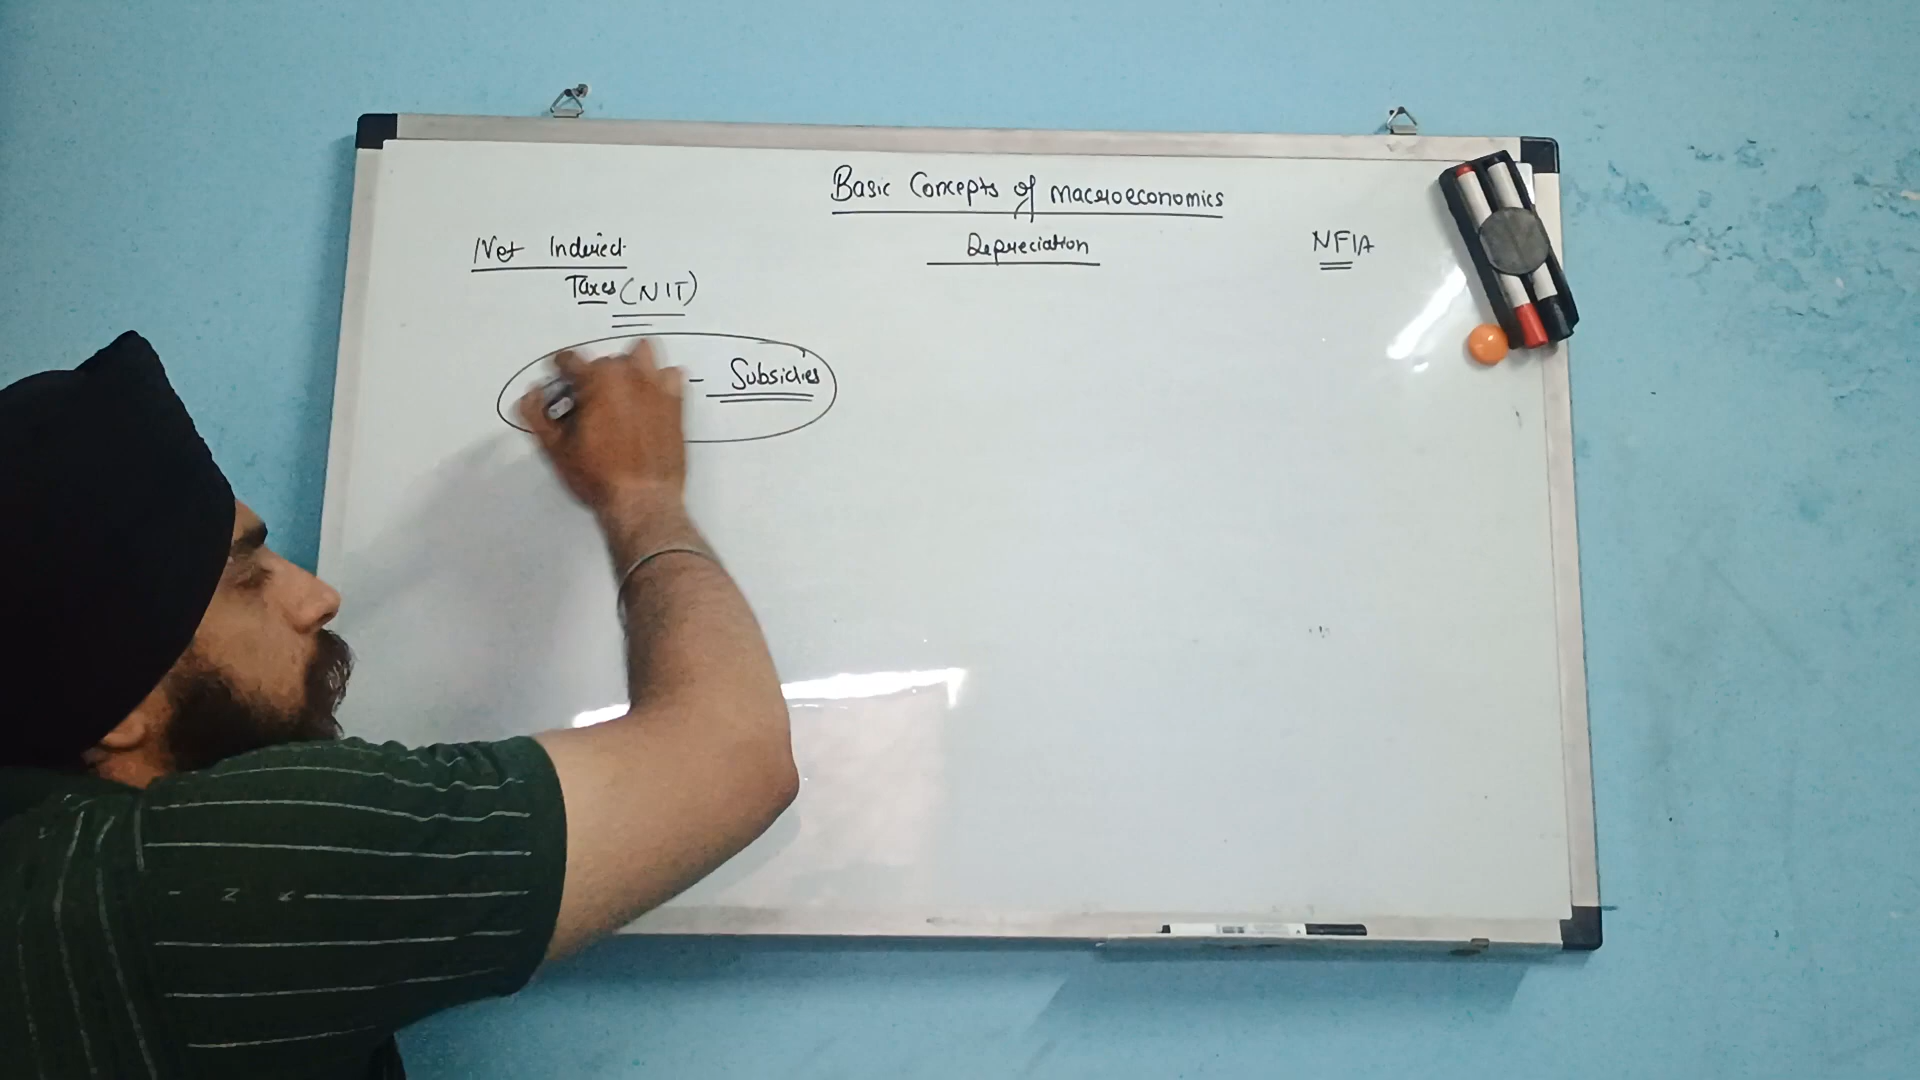 Basic Concepts of Macroeconomics
Net Indirect
Taxes (NIT)
- Subsidies
Depreciation
NFIA